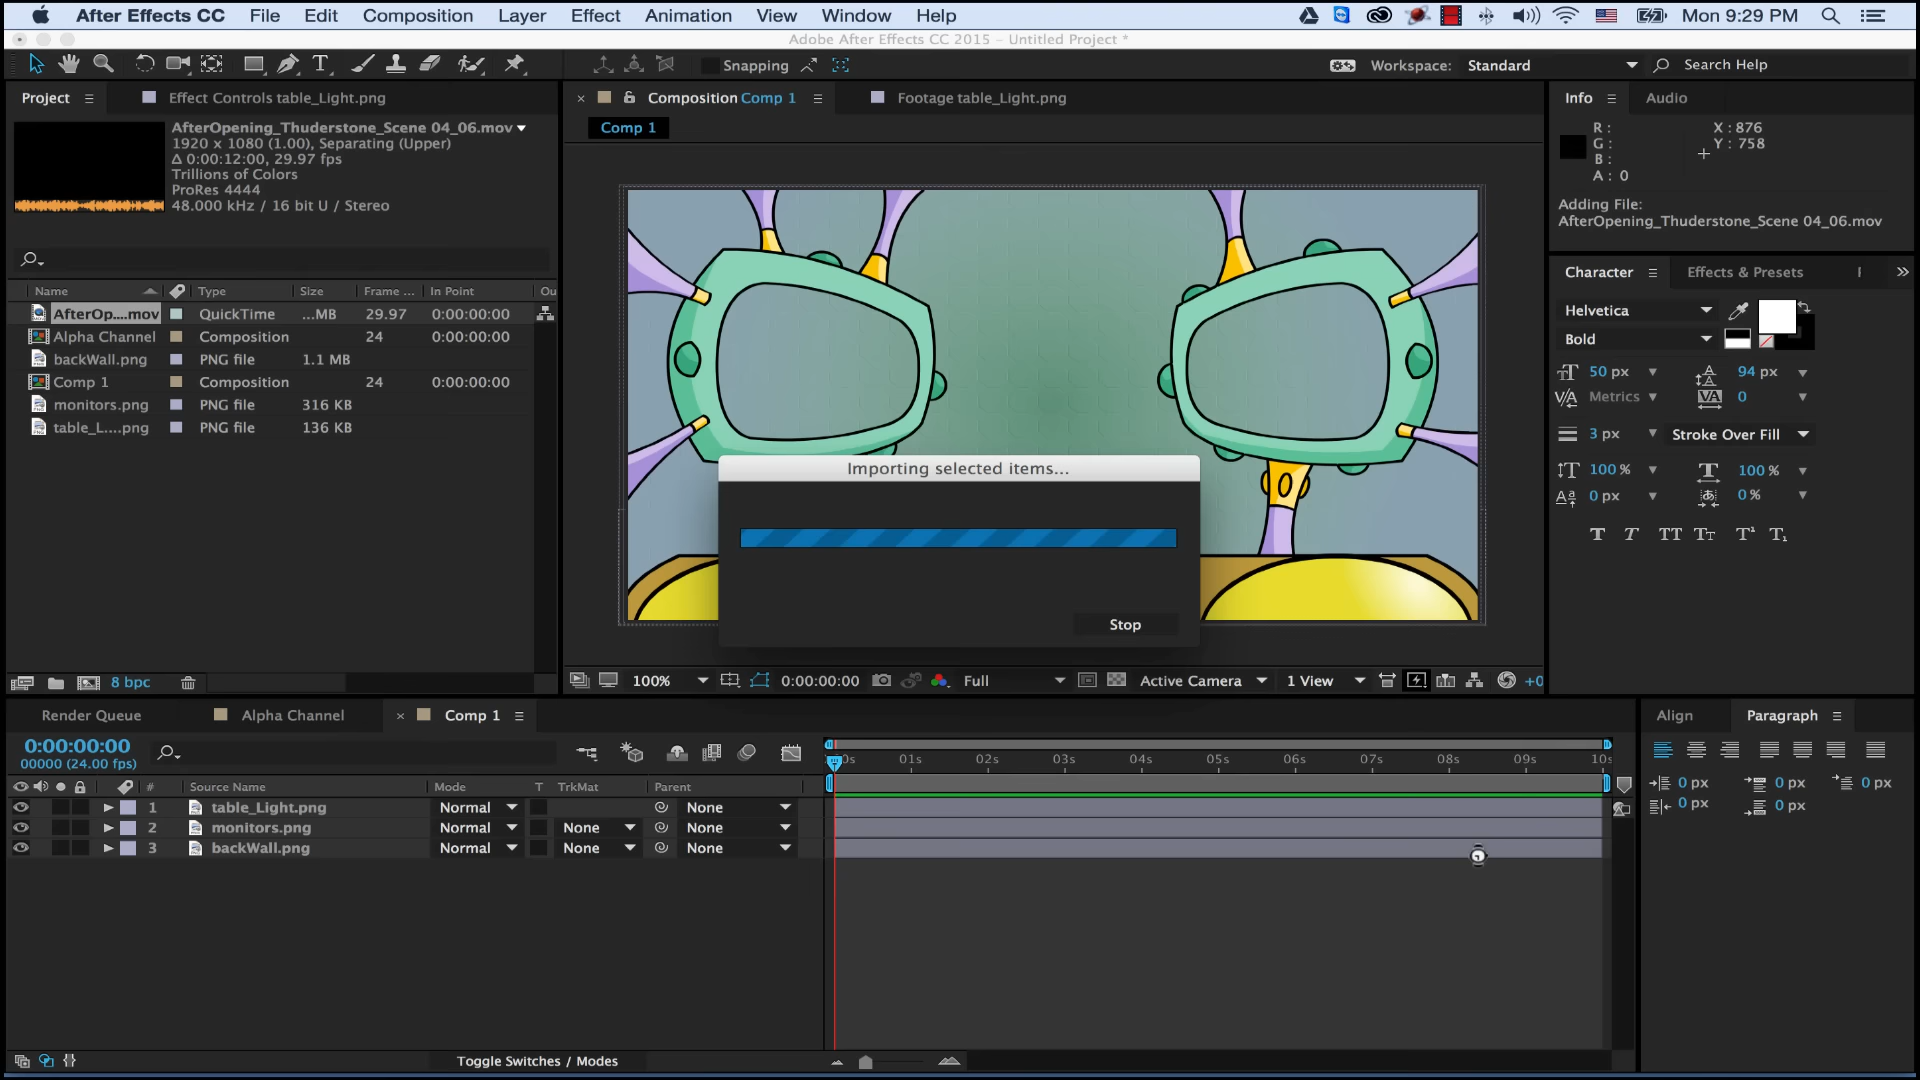 After Effects CC File Edit Composition Layer Effect Animation View Window Help Mon 9:29 PM
Adobe After Effects CC 2015 – Untitled Project *
Snapping Workspace: Standard Search Help
Project Effect Controls table_Light.png
AfterOpening_Thuderstone_Scene 04_06.mov
1920 x 1080 (1.00), Separating (Upper)
Δ 0:00:12:00, 29.97 fps
Trillions of Colors
ProRes 4444
48.000 kHz / 16 bit U / Stereo
Name Type Size Frame ... In Point Ou
AfterOp....mov QuickTime ...MB 29.97 0:00:00:00
Alpha Channel Composition 24 0:00:00:00
backWall.png PNG file 1.1 MB
Comp 1 Composition 24 0:00:00:00
monitors.png PNG file 316 KB
table_L....png PNG file 136 KB
8 bpc
Composition Comp 1 Footage table_Light.png
Comp 1
Importing selected items...
Stop
100% 0:00:00:00 Full Active Camera 1 View +0
Info Audio
R : X : 876
G : Y : 758
B :
A : 0
Adding File:
AfterOpening_Thuderstone_Scene 04_06.mov
Character Effects & Presets
Helvetica
Bold
50 px 94 px
Metrics 0
3 px Stroke Over Fill
100 % 100 %
0 px 0 %
T T TT Tт T¹ T₁
Render Queue Alpha Channel Comp 1
0:00:00:00
00000 (24.00 fps)
0s 01s 02s 03s 04s 05s 06s 07s 08s 09s 10s
# Source Name Mode T TrkMat Parent
1 table_Light.png Normal None
2 monitors.png Normal None None
3 backWall.png Normal None None
Toggle Switches / Modes
Align Paragraph
0 px 0 px 0 px
0 px 0 px